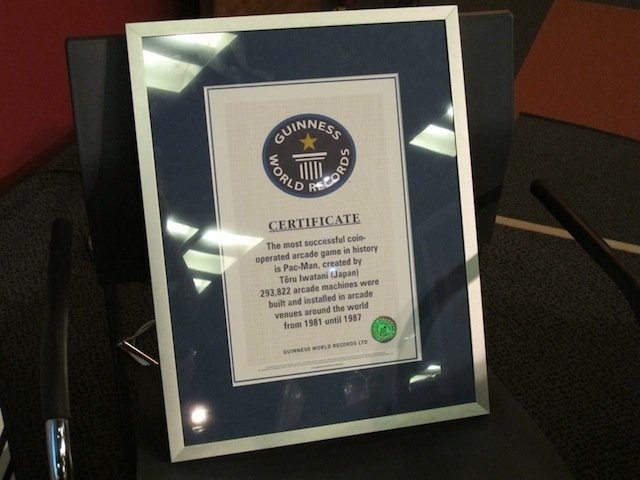 GUINNESS
WORLD RECORDS
CERTIFICATE
The most successful coin-
operated arcade game in history
is Pac-Man, created by
Tōru Iwatani (Japan)
293,822 arcade machines were
built and installed in arcade
venues around the world
from 1981 until 1987
GUINNESS WORLD RECORDS LTD